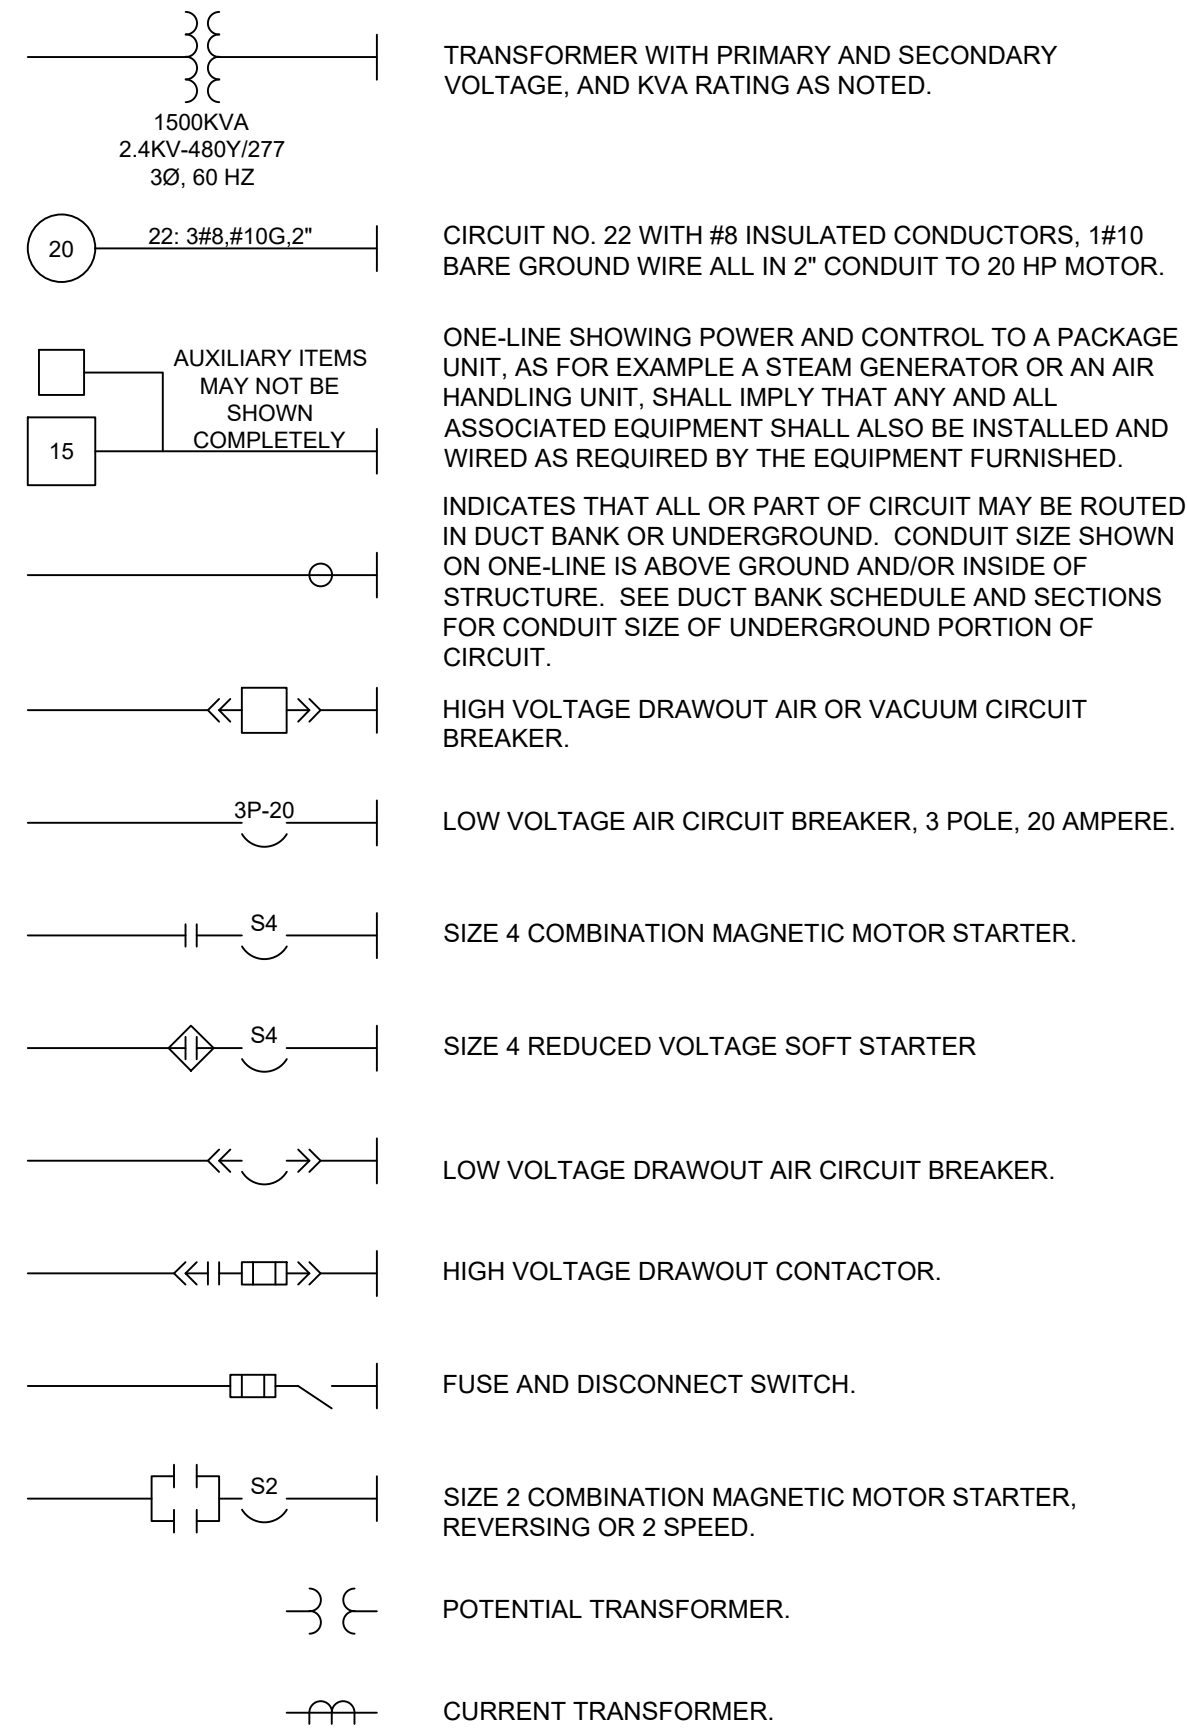 TRANSFORMER WITH PRIMARY AND SECONDARY
VOLTAGE, AND KVA RATING AS NOTED.
1500KVA
2.4KV-480Y/277
3Ø, 60 HZ
20
22: 3#8,#10G,2"
CIRCUIT NO. 22 WITH #8 INSULATED CONDUCTORS, 1#10
BARE GROUND WIRE ALL IN 2" CONDUIT TO 20 HP MOTOR.
AUXILIARY ITEMS
MAY NOT BE
SHOWN
COMPLETELY
15
ONE-LINE SHOWING POWER AND CONTROL TO A PACKAGE
UNIT, AS FOR EXAMPLE A STEAM GENERATOR OR AN AIR
HANDLING UNIT, SHALL IMPLY THAT ANY AND ALL
ASSOCIATED EQUIPMENT SHALL ALSO BE INSTALLED AND
WIRED AS REQUIRED BY THE EQUIPMENT FURNISHED.
INDICATES THAT ALL OR PART OF CIRCUIT MAY BE ROUTED
IN DUCT BANK OR UNDERGROUND. CONDUIT SIZE SHOWN
ON ONE-LINE IS ABOVE GROUND AND/OR INSIDE OF
STRUCTURE. SEE DUCT BANK SCHEDULE AND SECTIONS
FOR CONDUIT SIZE OF UNDERGROUND PORTION OF
CIRCUIT.
HIGH VOLTAGE DRAWOUT AIR OR VACUUM CIRCUIT
BREAKER.
3P-20
LOW VOLTAGE AIR CIRCUIT BREAKER, 3 POLE, 20 AMPERE.
S4
SIZE 4 COMBINATION MAGNETIC MOTOR STARTER.
S4
SIZE 4 REDUCED VOLTAGE SOFT STARTER
LOW VOLTAGE DRAWOUT AIR CIRCUIT BREAKER.
HIGH VOLTAGE DRAWOUT CONTACTOR.
FUSE AND DISCONNECT SWITCH.
S2
SIZE 2 COMBINATION MAGNETIC MOTOR STARTER,
REVERSING OR 2 SPEED.
POTENTIAL TRANSFORMER.
CURRENT TRANSFORMER.